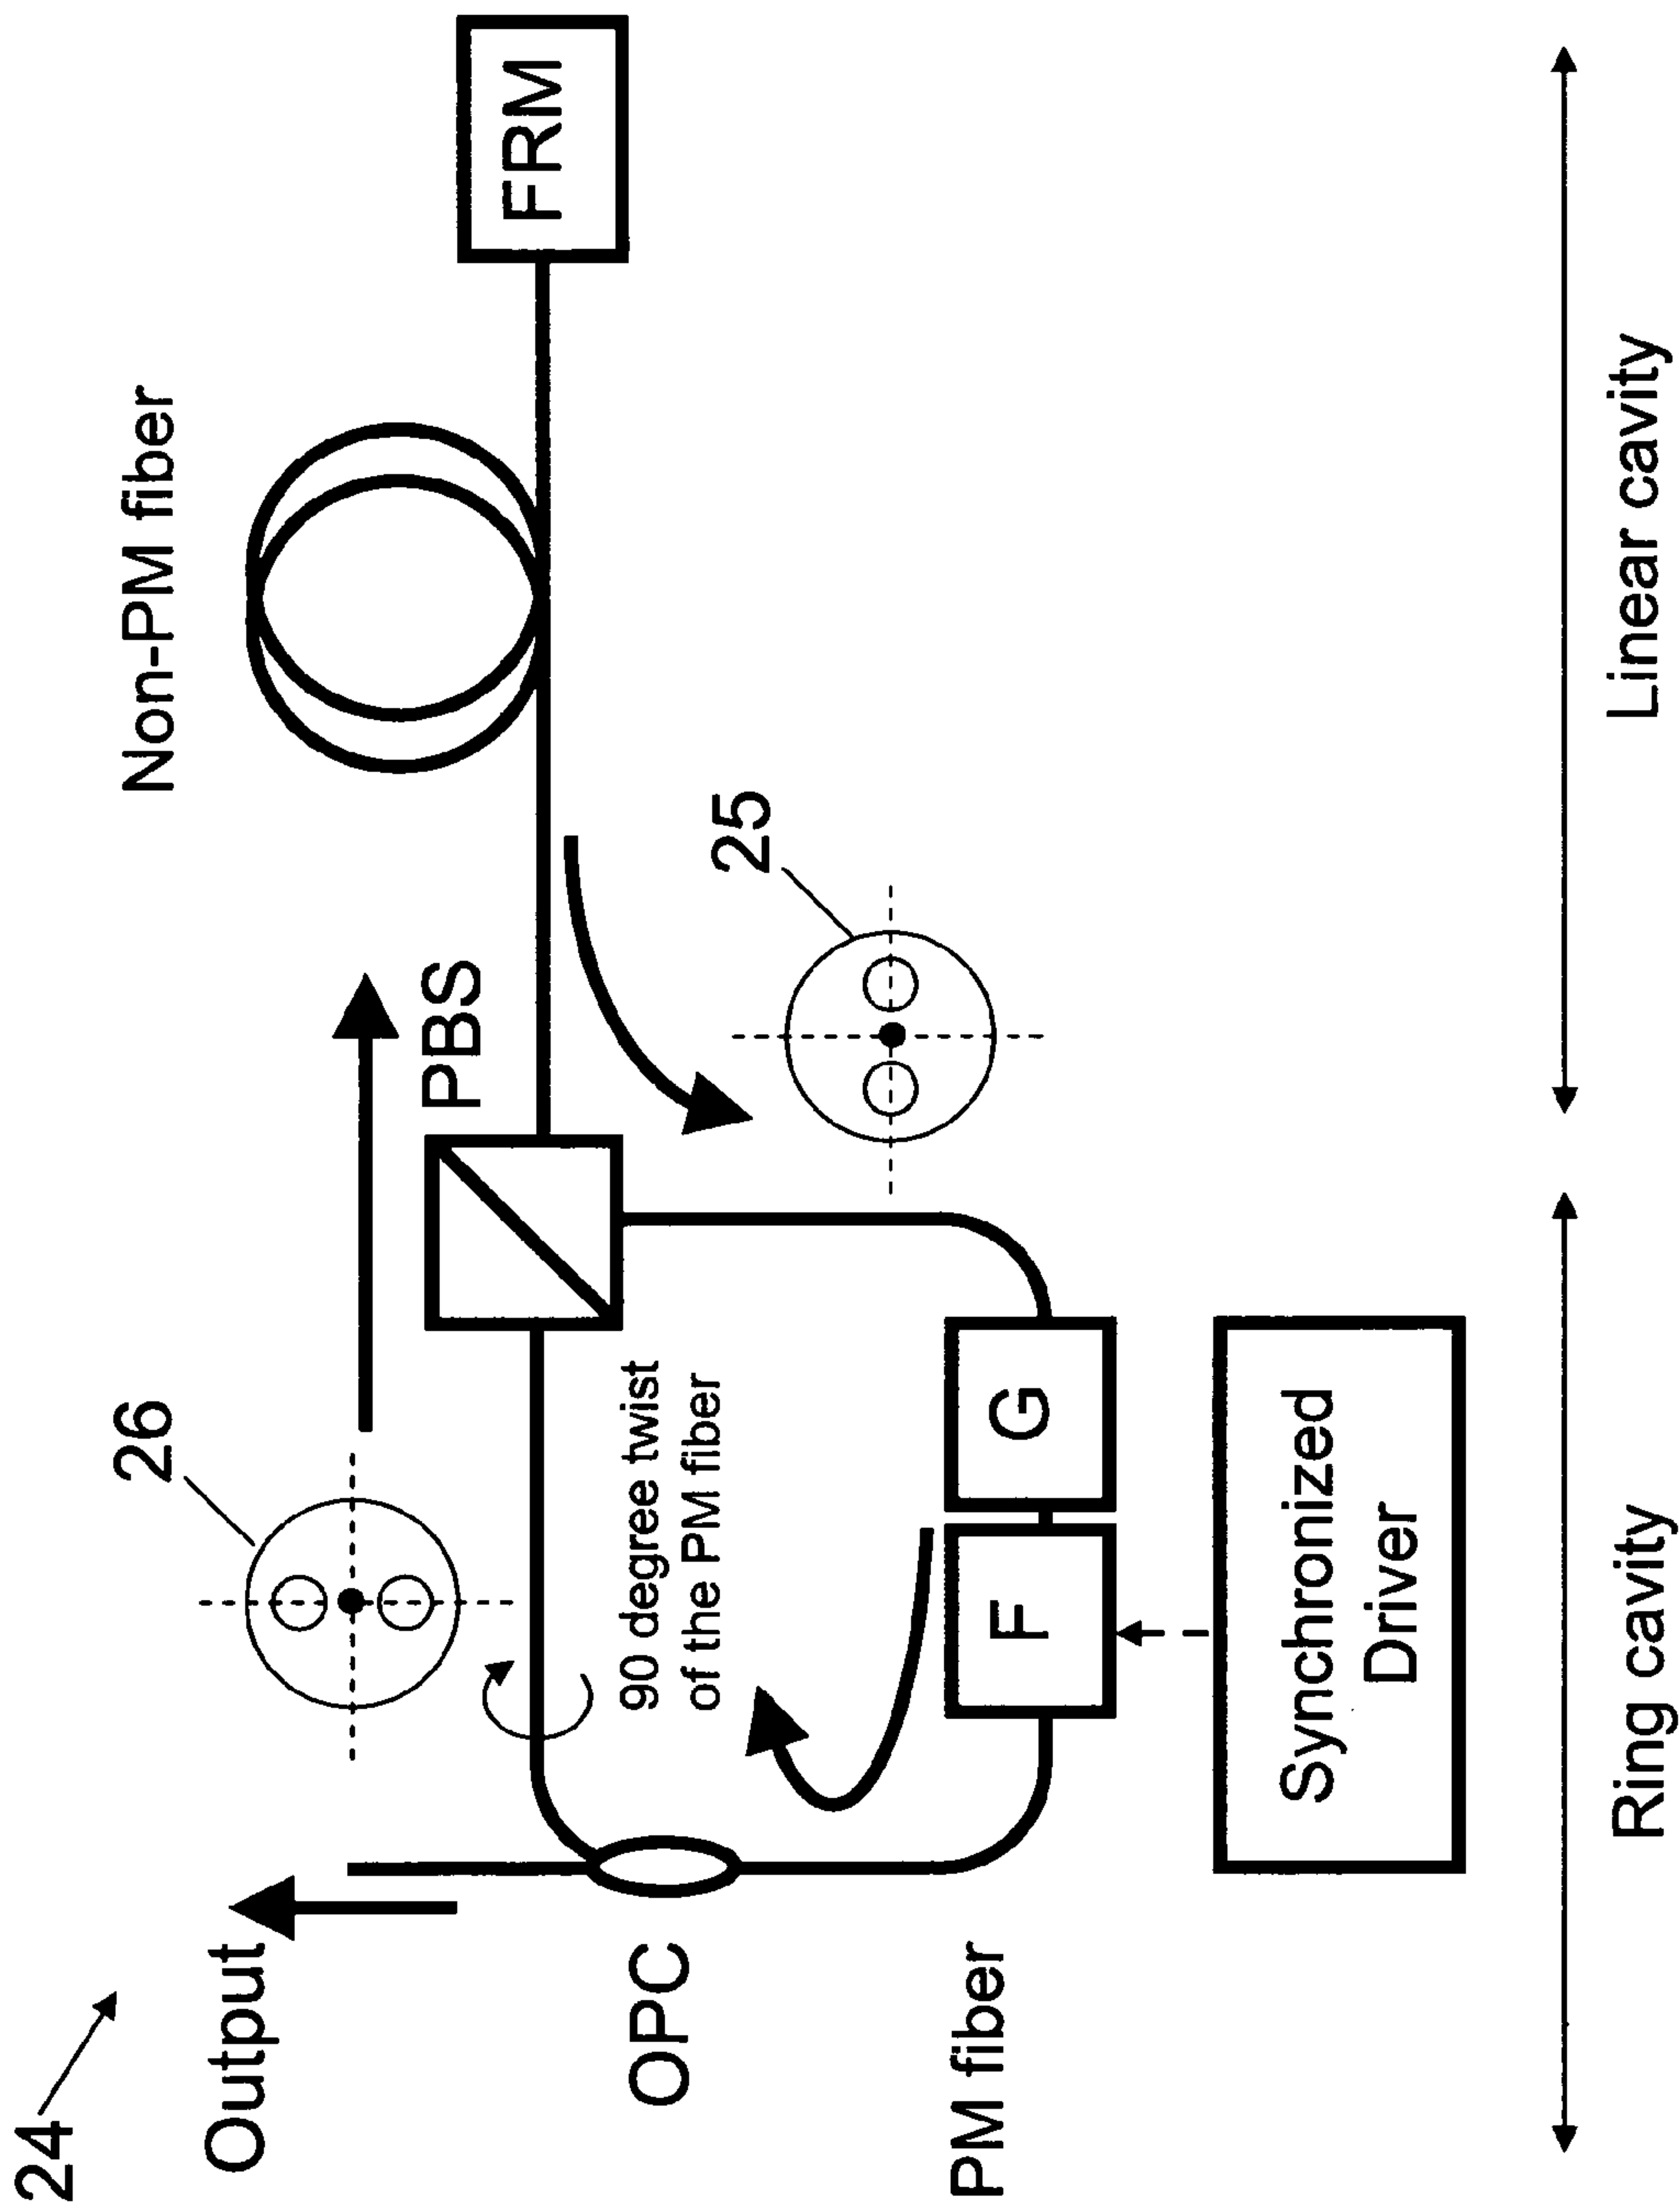 24
Output
26
Non-PM fiber
PBS
FRM
OPC
90 degree twist
of the PM fiber
25
PM fiber
F
G
Synchronized
Driver
Ring cavity
Linear cavity